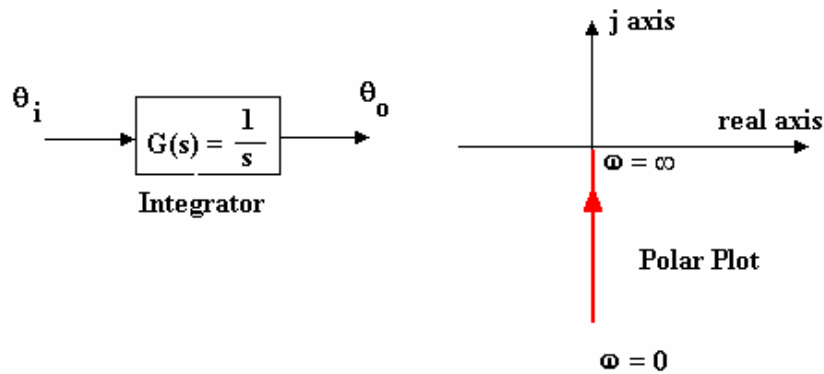 j axis
θi
θo
G(s) = 1/s
Integrator
real axis
ω = ∞
Polar Plot
ω = 0